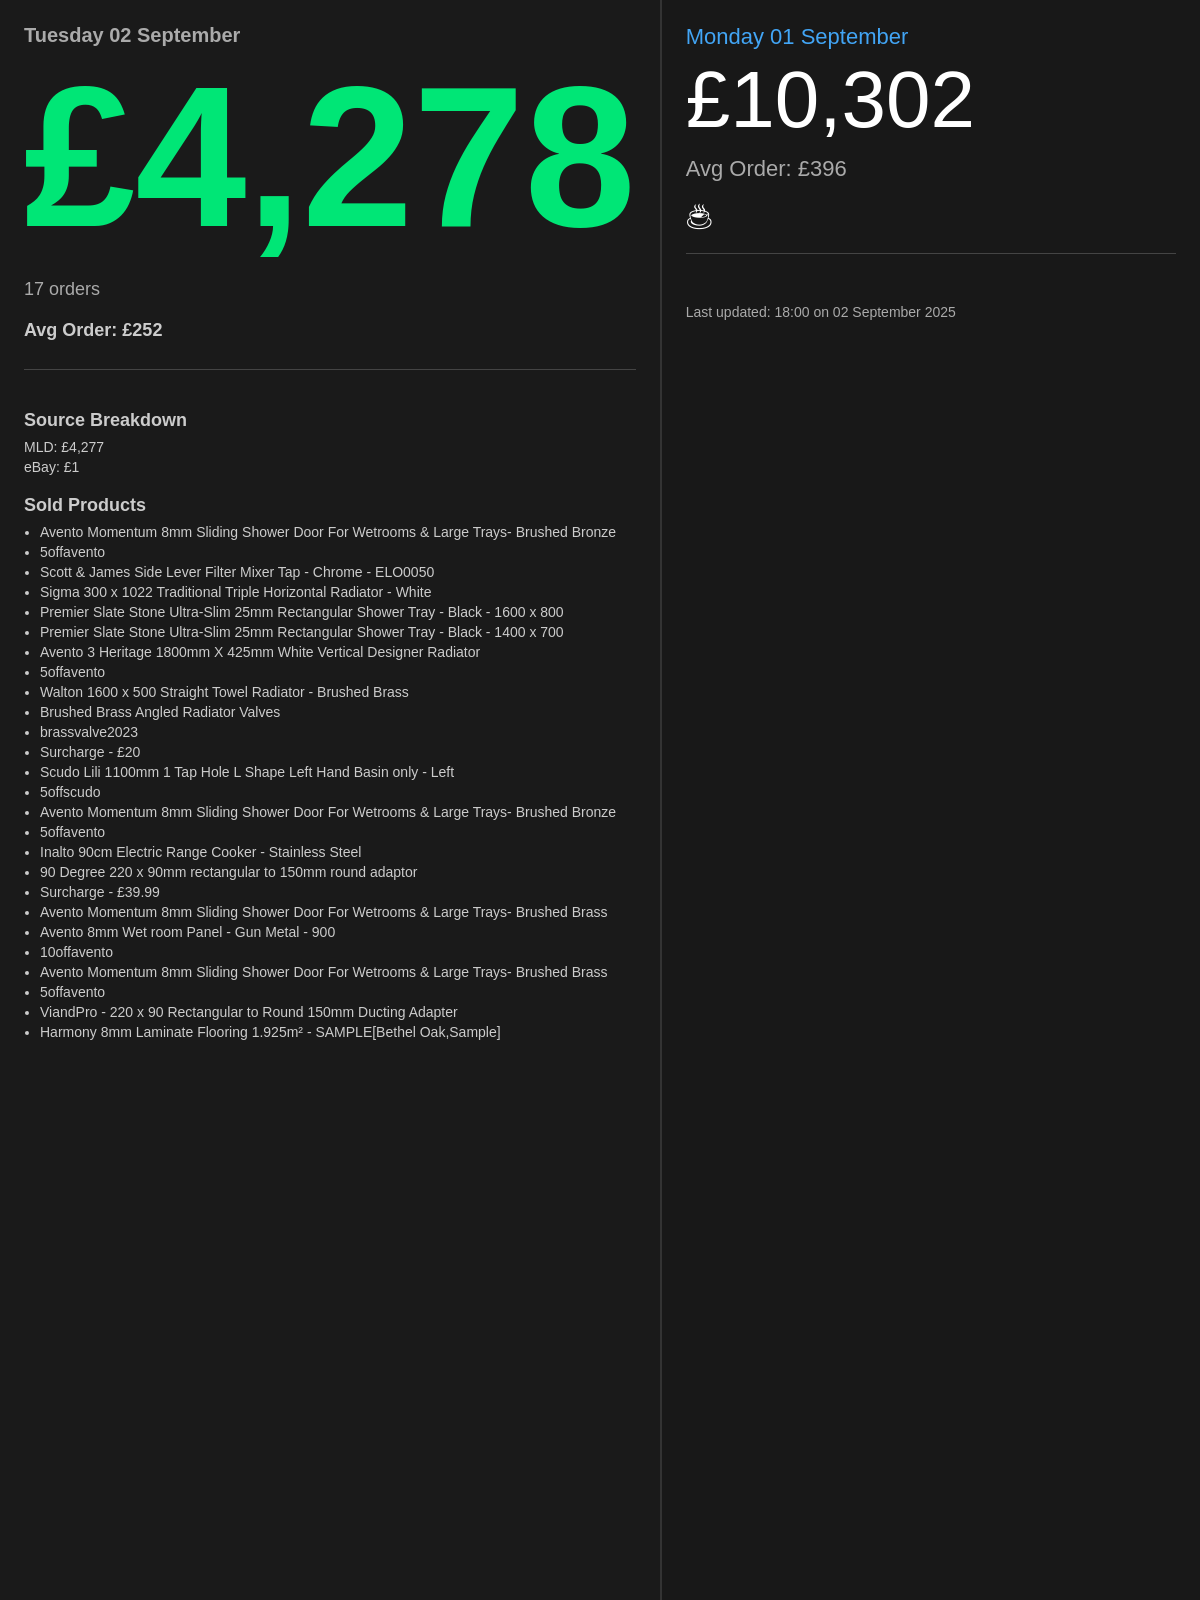 Tuesday 02 September
£4,278
17 orders
Avg Order: £252
Source Breakdown
MLD: £4,277
eBay: £1
Sold Products
• Avento Momentum 8mm Sliding Shower Door For Wetrooms & Large Trays- Brushed Bronze
• 5offavento
• Scott & James Side Lever Filter Mixer Tap - Chrome - ELO0050
• Sigma 300 x 1022 Traditional Triple Horizontal Radiator - White
• Premier Slate Stone Ultra-Slim 25mm Rectangular Shower Tray - Black - 1600 x 800
• Premier Slate Stone Ultra-Slim 25mm Rectangular Shower Tray - Black - 1400 x 700
• Avento 3 Heritage 1800mm X 425mm White Vertical Designer Radiator
• 5offavento
• Walton 1600 x 500 Straight Towel Radiator - Brushed Brass
• Brushed Brass Angled Radiator Valves
• brassvalve2023
• Surcharge - £20
• Scudo Lili 1100mm 1 Tap Hole L Shape Left Hand Basin only - Left
• 5offscudo
• Avento Momentum 8mm Sliding Shower Door For Wetrooms & Large Trays- Brushed Bronze
• 5offavento
• Inalto 90cm Electric Range Cooker - Stainless Steel
• 90 Degree 220 x 90mm rectangular to 150mm round adaptor
• Surcharge - £39.99
• Avento Momentum 8mm Sliding Shower Door For Wetrooms & Large Trays- Brushed Brass
• Avento 8mm Wet room Panel - Gun Metal - 900
• 10offavento
• Avento Momentum 8mm Sliding Shower Door For Wetrooms & Large Trays- Brushed Brass
• 5offavento
• ViandPro - 220 x 90 Rectangular to Round 150mm Ducting Adapter
• Harmony 8mm Laminate Flooring 1.925m² - SAMPLE[Bethel Oak,Sample]
Monday 01 September
£10,302
Avg Order: £396
☕
Last updated: 18:00 on 02 September 2025